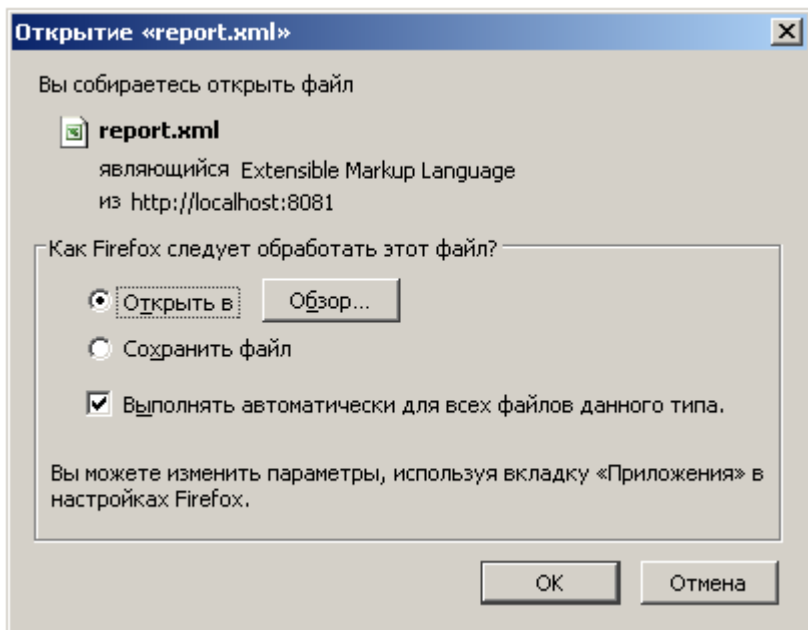 Открытие «report.xml»
Вы собираетесь открыть файл
report.xml
являющийся Extensible Markup Language
из http://localhost:8081
Как Firefox следует обработать этот файл?
Открыть в Обзор...
Сохранить файл
Выполнять автоматически для всех файлов данного типа.
Вы можете изменить параметры, используя вкладку «Приложения» в
настройках Firefox.
OK Отмена